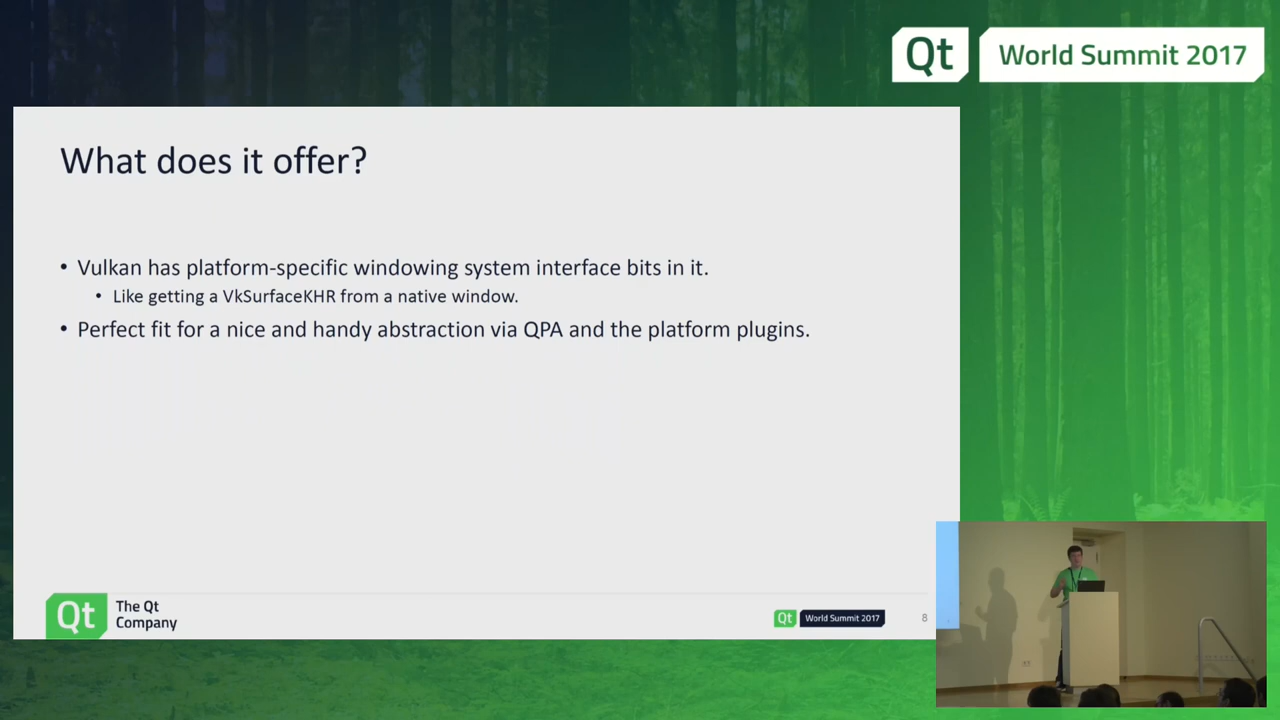 Qt World Summit 2017
What does it offer?
• Vulkan has platform-specific windowing system interface bits in it.
• Like getting a VkSurfaceKHR from a native window.
• Perfect fit for a nice and handy abstraction via QPA and the platform plugins.
Qt The Qt
Company
Qt World Summit 2017
8